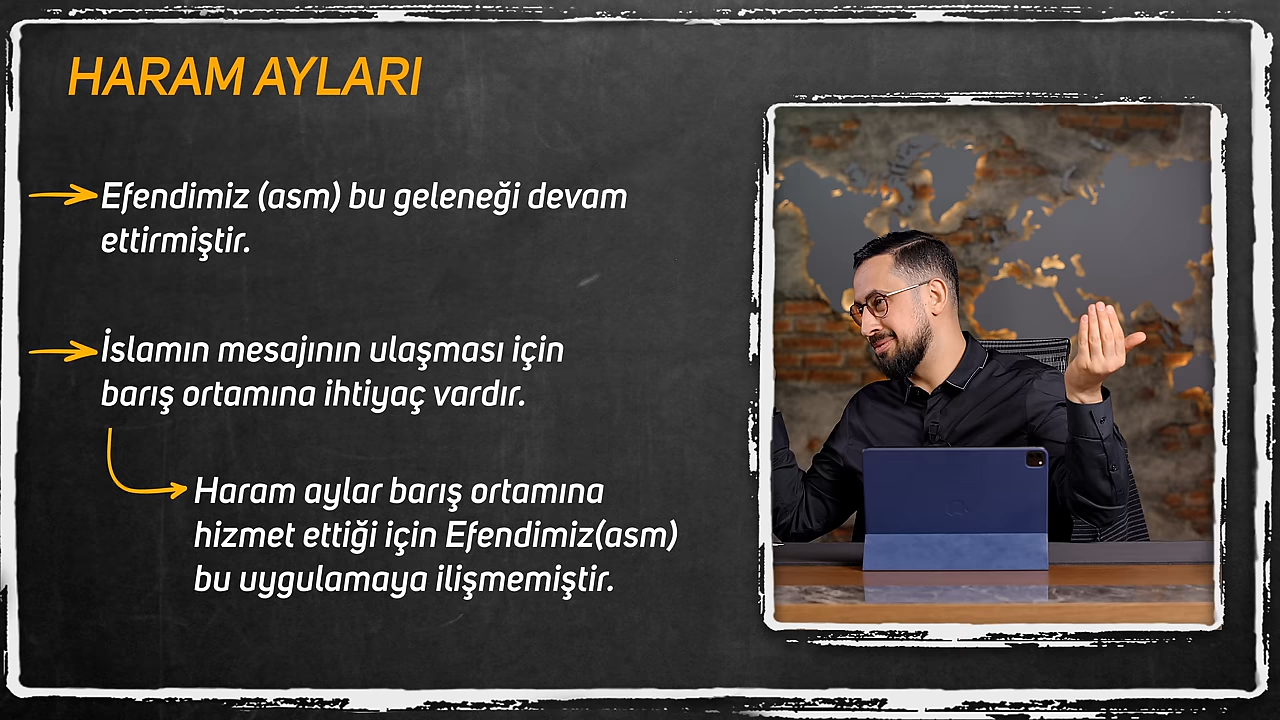 HARAM AYLARI
Efendimiz (asm) bu geleneği devam
ettirmiştir.
İslamın mesajının ulaşması için
barış ortamına ihtiyaç vardır.
Haram aylar barış ortamına
hizmet ettiği için Efendimiz(asm)
bu uygulamaya ilişmemiştir.